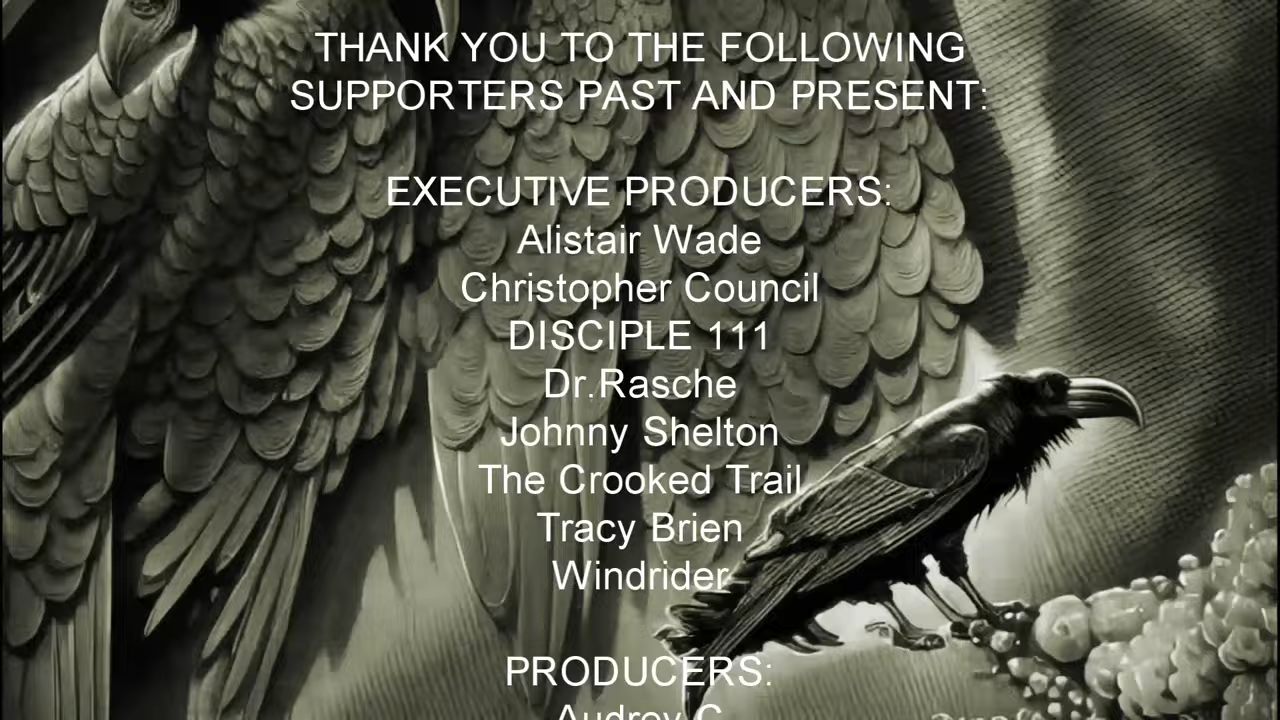 THANK YOU TO THE FOLLOWING
SUPPORTERS PAST AND PRESENT:
EXECUTIVE PRODUCERS:
Alistair Wade
Christopher Council
DISCIPLE 111
Dr.Rasche
Johnny Shelton
The Crooked Trail
Tracy Brien
Windrider
PRODUCERS:
Audrey C